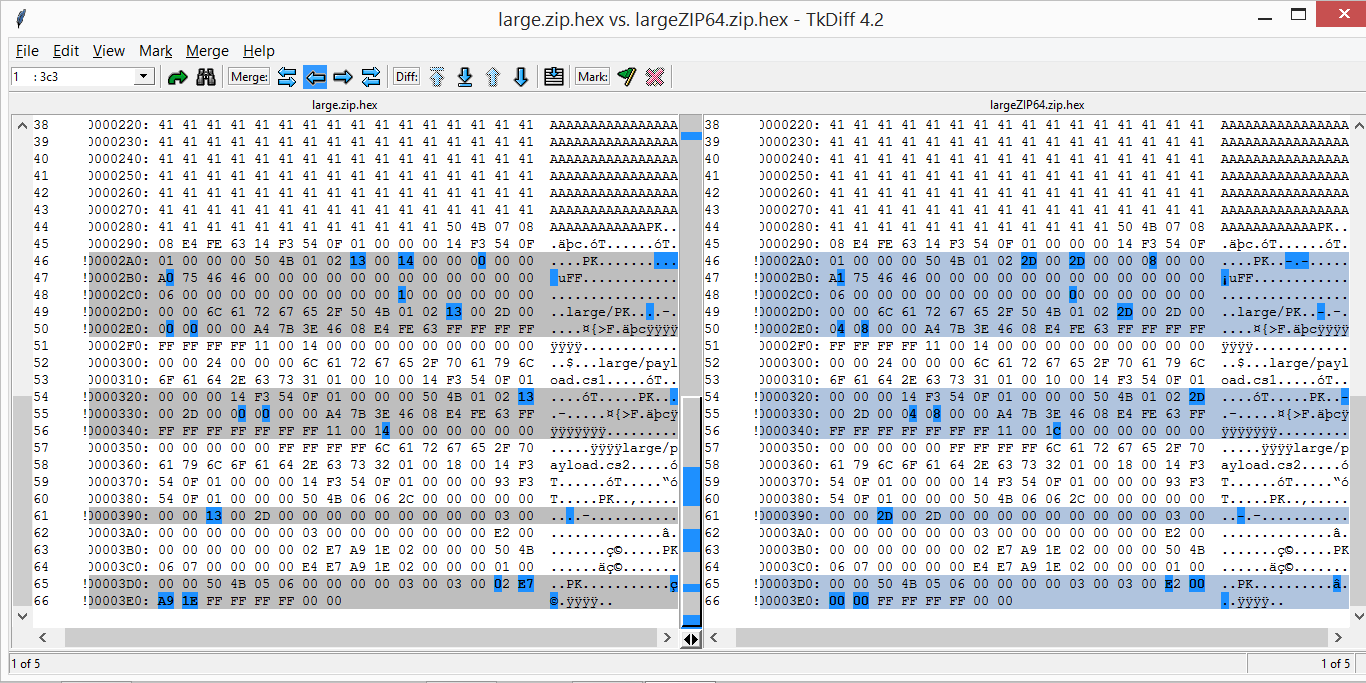 large.zip.hex vs. largeZIP64.zip.hex - TkDiff 4.2
File Edit View Mark Merge Help
1 : 3c3 Merge: Diff: Mark:
large.zip.hex
38 0000220: 41 41 41 41 41 41 41 41 41 41 41 41 41 41 41 41 AAAAAAAAAAAAAAAA
39 0000230: 41 41 41 41 41 41 41 41 41 41 41 41 41 41 41 41 AAAAAAAAAAAAAAAA
40 0000240: 41 41 41 41 41 41 41 41 41 41 41 41 41 41 41 41 AAAAAAAAAAAAAAAA
41 0000250: 41 41 41 41 41 41 41 41 41 41 41 41 41 41 41 41 AAAAAAAAAAAAAAAA
42 0000260: 41 41 41 41 41 41 41 41 41 41 41 41 41 41 41 41 AAAAAAAAAAAAAAAA
43 0000270: 41 41 41 41 41 41 41 41 41 41 41 41 41 41 41 41 AAAAAAAAAAAAAAAA
44 0000280: 41 41 41 41 41 41 41 41 41 41 41 41 50 4B 07 08 AAAAAAAAAAAAPK..
45 0000290: 08 E4 FE 63 14 F3 54 0F 01 00 00 00 14 F3 54 0F .äþc.óT.......óT.
46 !00002A0: 01 00 00 00 50 4B 01 02 13 00 14 00 00 00 00 00 ....PK..........
47 !00002B0: A0 75 46 46 00 00 00 00 00 00 00 00 00 00 00 00 uFF............
48 !00002C0: 06 00 00 00 00 00 00 00 00 00 10 00 00 00 00 00 ................
49 !00002D0: 00 00 6C 61 72 67 65 2F 50 4B 01 02 13 00 2D 00 ..large/PK....-.
50 !00002E0: 00 00 00 00 A4 7B 3E 46 08 E4 FE 63 FF FF FF FF ....¤{>F.äþcÿÿÿÿ
51 00002F0: FF FF FF FF 11 00 14 00 00 00 00 00 00 00 00 00 ÿÿÿÿ............
52 0000300: 00 00 24 00 00 00 6C 61 72 67 65 2F 70 61 79 6C ..$...large/payl
53 0000310: 6F 61 64 2E 63 73 31 01 00 10 00 14 F3 54 0F 01 oad.cs1.....óT..
54 !0000320: 00 00 00 14 F3 54 0F 01 00 00 00 50 4B 01 02 13 ....óT.....PK...
55 !0000330: 00 2D 00 00 00 00 00 A4 7B 3E 46 08 E4 FE 63 FF .-.....¤{>F.äþcÿ
56 !0000340: FF FF FF FF FF FF FF 11 00 14 00 00 00 00 00 00 ÿÿÿÿÿÿÿ.........
57 0000350: 00 00 00 00 00 FF FF FF FF 6C 61 72 67 65 2F 70 .....ÿÿÿÿlarge/p
58 0000360: 61 79 6C 6F 61 64 2E 63 73 32 01 00 18 00 14 F3 ayload.cs2.....ó
59 0000370: 54 0F 01 00 00 00 14 F3 54 0F 01 00 00 00 93 F3 T......óT.....“ó
60 0000380: 54 0F 01 00 00 00 50 4B 06 06 2C 00 00 00 00 00 T.....PK..,.....
61 !0000390: 00 00 13 00 2D 00 00 00 00 00 00 00 00 00 03 00 ....-...........
62 00003A0: 00 00 00 00 00 00 03 00 00 00 00 00 00 00 E2 00 ..............â.
63 00003B0: 00 00 00 00 00 00 02 E7 A9 1E 02 00 00 00 50 4B .......ç©.....PK
64 00003C0: 06 07 00 00 00 00 E4 E7 A9 1E 02 00 00 00 01 00 ......äç©.......
65 !00003D0: 00 00 50 4B 05 06 00 00 00 00 03 00 03 00 02 E7 ..PK...........ç
66 !00003E0: A9 1E FF FF FF FF 00 00 ©.ÿÿÿÿ..
largeZIP64.zip.hex
38 0000220: 41 41 41 41 41 41 41 41 41 41 41 41 41 41 41 41 AAAAAAAAAAAAAAAA
39 0000230: 41 41 41 41 41 41 41 41 41 41 41 41 41 41 41 41 AAAAAAAAAAAAAAAA
40 0000240: 41 41 41 41 41 41 41 41 41 41 41 41 41 41 41 41 AAAAAAAAAAAAAAAA
41 0000250: 41 41 41 41 41 41 41 41 41 41 41 41 41 41 41 41 AAAAAAAAAAAAAAAA
42 0000260: 41 41 41 41 41 41 41 41 41 41 41 41 41 41 41 41 AAAAAAAAAAAAAAAA
43 0000270: 41 41 41 41 41 41 41 41 41 41 41 41 41 41 41 41 AAAAAAAAAAAAAAAA
44 0000280: 41 41 41 41 41 41 41 41 41 41 41 41 50 4B 07 08 AAAAAAAAAAAAPK..
45 0000290: 08 E4 FE 63 14 F3 54 0F 01 00 00 00 14 F3 54 0F .äþc.óT......óT.
46 !00002A0: 01 00 00 00 50 4B 01 02 2D 00 2D 00 00 08 00 00 ....PK..-.-.....
47 !00002B0: A1 75 46 46 00 00 00 00 00 00 00 00 00 00 00 00 ¡uFF............
48 !00002C0: 06 00 00 00 00 00 00 00 00 00 00 00 00 00 00 00 ................
49 !00002D0: 00 00 6C 61 72 67 65 2F 50 4B 01 02 2D 00 2D 00 ..large/PK..-.-.
50 !00002E0: 04 08 00 00 A4 7B 3E 46 08 E4 FE 63 FF FF FF FF ....¤{>F.äþcÿÿÿÿ
51 00002F0: FF FF FF FF 11 00 14 00 00 00 00 00 00 00 00 00 ÿÿÿÿ............
52 0000300: 00 00 24 00 00 00 6C 61 72 67 65 2F 70 61 79 6C ..$...large/payl
53 0000310: 6F 61 64 2E 63 73 31 01 00 10 00 14 F3 54 0F 01 oad.cs1.....óT..
54 !0000320: 00 00 00 14 F3 54 0F 01 00 00 00 50 4B 01 02 2D ....óT.....PK..-
55 !0000330: 00 2D 00 04 08 00 00 A4 7B 3E 46 08 E4 FE 63 FF .-.....¤{>F.äþcÿ
56 !0000340: FF FF FF FF FF FF FF 11 00 1C 00 00 00 00 00 00 ÿÿÿÿÿÿÿ.........
57 0000350: 00 00 00 00 00 FF FF FF FF 6C 61 72 67 65 2F 70 .....ÿÿÿÿlarge/p
58 0000360: 61 79 6C 6F 61 64 2E 63 73 32 01 00 18 00 14 F3 ayload.cs2.....ó
59 0000370: 54 0F 01 00 00 00 14 F3 54 0F 01 00 00 00 93 F3 T......óT.....“ó
60 0000380: 54 0F 01 00 00 00 50 4B 06 06 2C 00 00 00 00 00 T.....PK..,.....
61 !0000390: 00 00 2D 00 2D 00 00 00 00 00 00 00 00 00 03 00 ..-.-...........
62 00003A0: 00 00 00 00 00 00 03 00 00 00 00 00 00 00 E2 00 ..............â.
63 00003B0: 00 00 00 00 00 00 02 E7 A9 1E 02 00 00 00 50 4B .......ç©.....PK
64 00003C0: 06 07 00 00 00 00 E4 E7 A9 1E 02 00 00 00 01 00 ......äç©.......
65 !00003D0: 00 00 50 4B 05 06 00 00 00 00 03 00 03 00 E2 00 ..PK..........â.
66 !00003E0: 00 00 FF FF FF FF 00 00 ..ÿÿÿÿ..
1 of 5 1 of 5